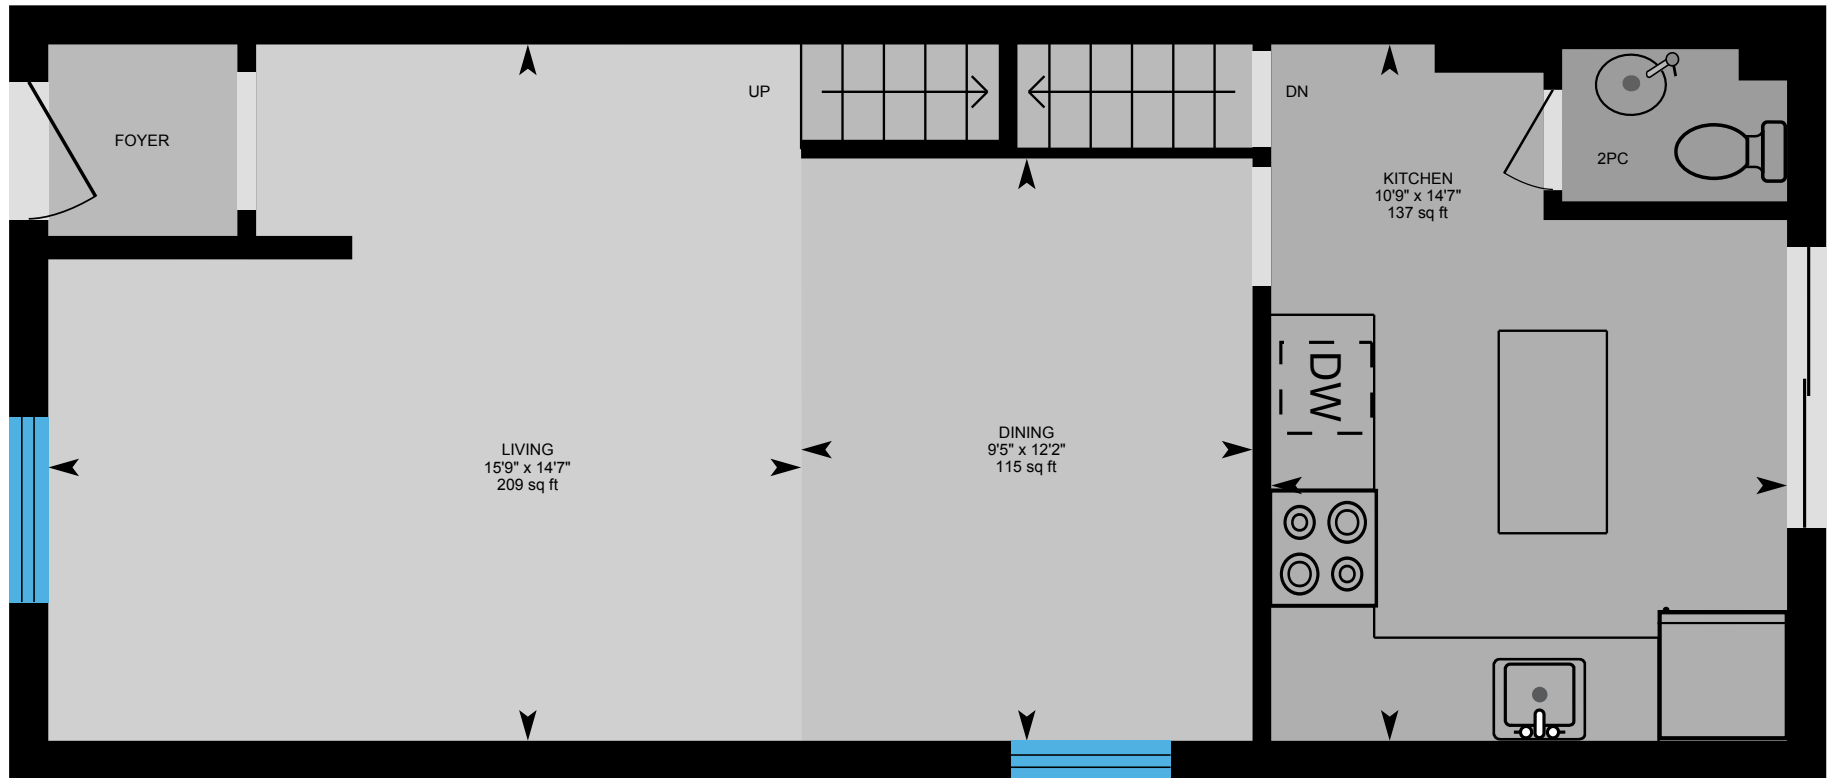 FOYER
UP
DN
2PC
KITCHEN
10'9" x 14'7"
137 sq ft
DW
LIVING
15'9" x 14'7"
209 sq ft
DINING
9'5" x 12'2"
115 sq ft